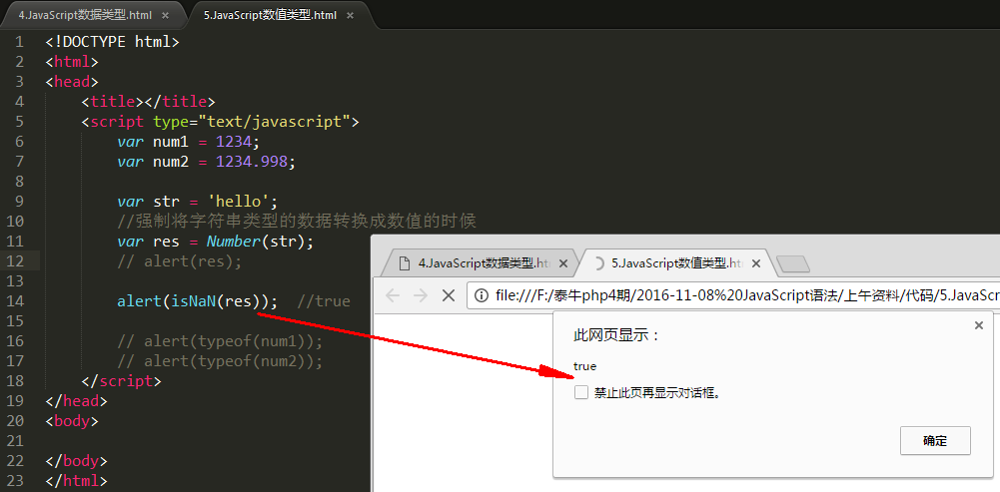 4.JavaScript数据类型.html × 5.JavaScript数值类型.html ×
1 <!DOCTYPE html>
2 <html>
3 <head>
4 <title></title>
5 <script type="text/javascript">
6 var num1 = 1234;
7 var num2 = 1234.998;
8
9 var str = 'hello';
10 //强制将字符串类型的数据转换成数值的时候
11 var res = Number(str);
12 // alert(res);
13
14 alert(isNaN(res)); //true
15
16 // alert(typeof(num1));
17 // alert(typeof(num2));
18 </script>
19 </head>
20 <body>
21
22 </body>
23 </html>
4.JavaScript数据类型.ht × 5.JavaScript数值类型.ht ×
file:///F:/泰牛php4期/2016-11-08%20JavaScript语法/上午资料/代码/5.JavaSc
此网页显示：
true
禁止此页再显示对话框。
确定